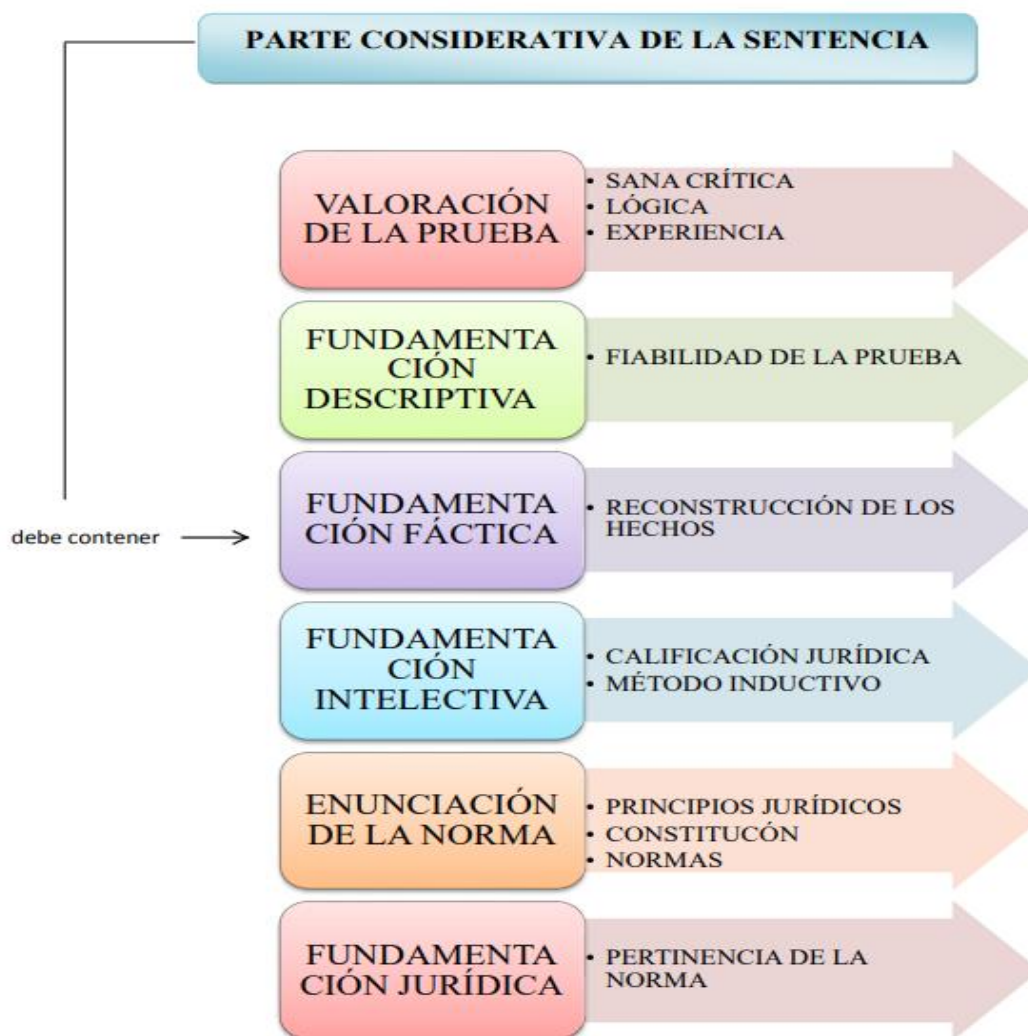 PARTE CONSIDERATIVA DE LA SENTENCIA
debe contener
VALORACIÓN
DE LA PRUEBA
• SANA CRÍTICA
• LÓGICA
• EXPERIENCIA
FUNDAMENTA
CIÓN
DESCRIPTIVA
• FIABILIDAD DE LA PRUEBA
FUNDAMENTA
CIÓN FÁCTICA
• RECONSTRUCCIÓN DE LOS
HECHOS
FUNDAMENTA
CIÓN
INTELECTIVA
• CALIFICACIÓN JURÍDICA
• MÉTODO INDUCTIVO
ENUNCIACIÓN
DE LA NORMA
• PRINCIPIOS JURÍDICOS
• CONSTITUCÓN
• NORMAS
FUNDAMENTA
CIÓN JURÍDICA
• PERTINENCIA DE LA
NORMA